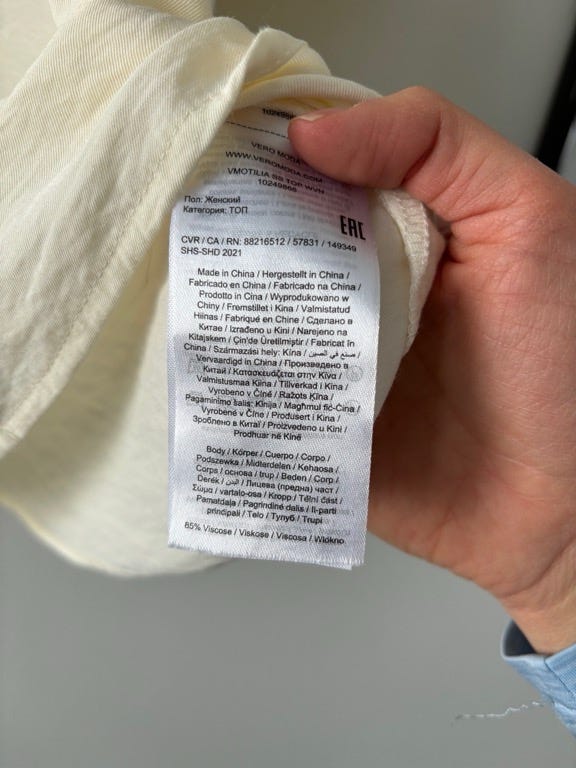 VERO MODA
WWW.VEROMODA.COM
VMOTILIA SS TOP WVN
10249866
Пол: Женский
Категория: ТОП
EAC
CVR / CA / RN: 88216512 / 57831 / 149349
SHS-SHD 2021
Made in China / Hergestellt in China /
Fabricado en China / Fabricado na China /
Prodotto in Cina / Wyprodukowano w
Chiny / Fremstillet i Kina / Valmistatud
Hiinas / Fabriqué en Chine / Сделано в
Китае / Izrađeno u Kini / Narejeno na
Kitajskem / Çin'de Üretilmiştir / Fabricat în
China / Származási hely: Kína / صنع في الصين /
Vervaardigd in China / Произведено в
Китай / Κατασκευάζεται στην Κίνα /
Valmistusmaa Kiina / Tillverkad i Kina /
Vyrobeno v Číně / Ražots Ķīna /
Pagaminimo šalis: Kinija / Magħmul fiċ-Ċina /
Vyrobené v Číne / Produsert i Kina /
Зроблено в Китаї / Proizvedeno u Kini /
Prodhuar në Kinë
Body / Körper / Cuerpo / Corpo /
Podszewka / Midterdelen / Kehaosa /
Corps / основа / trup / Beden / Corp /
Derék / البدن / Лицева (предна) част /
Σώμα / vartalo-osa / Kropp / Tělní část /
Pamatdaļa / Pagrindinė dalis / Il-parti
prinċipali / Telo / Тулуб / Trupi
85% Viscose / Viskose / Viscosa / Włókno